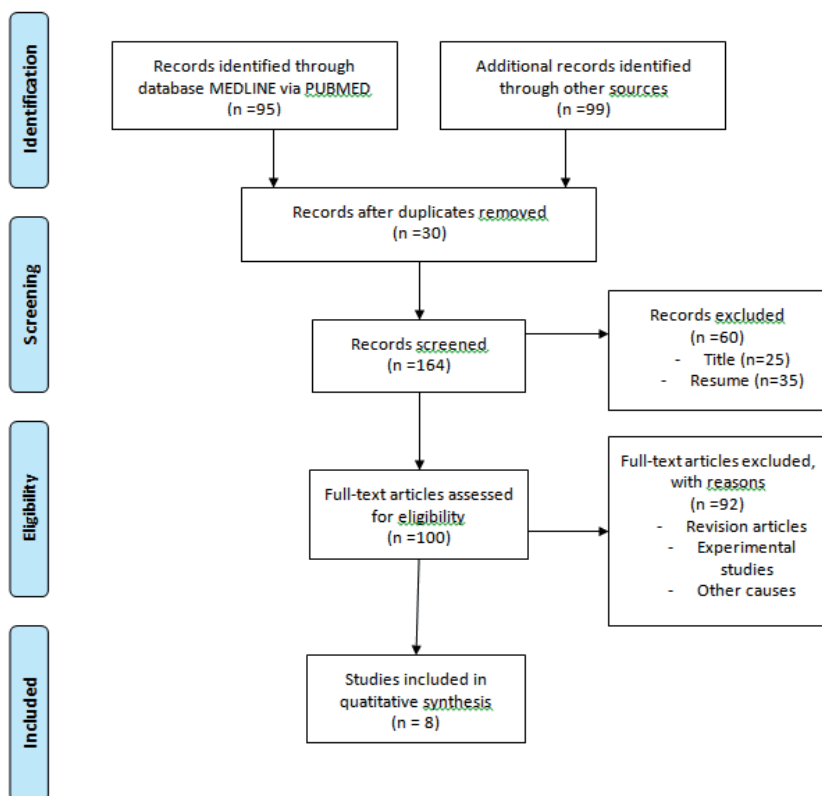 Identification
Records identified through
database MEDLINE via PUBMED
(n =95)
Additional records identified
through other sources
(n =99)
Records after duplicates removed
(n =30)
Screening
Records screened
(n =164)
Records excluded
(n =60)
- Title (n=25)
- Resume (n=35)
Eligibility
Full-text articles assessed
for eligibility
(n =100)
Full-text articles excluded,
with reasons
(n =92)
- Revision articles
- Experimental
studies
- Other causes
Included
Studies included in
quatitative synthesis
(n = 8)